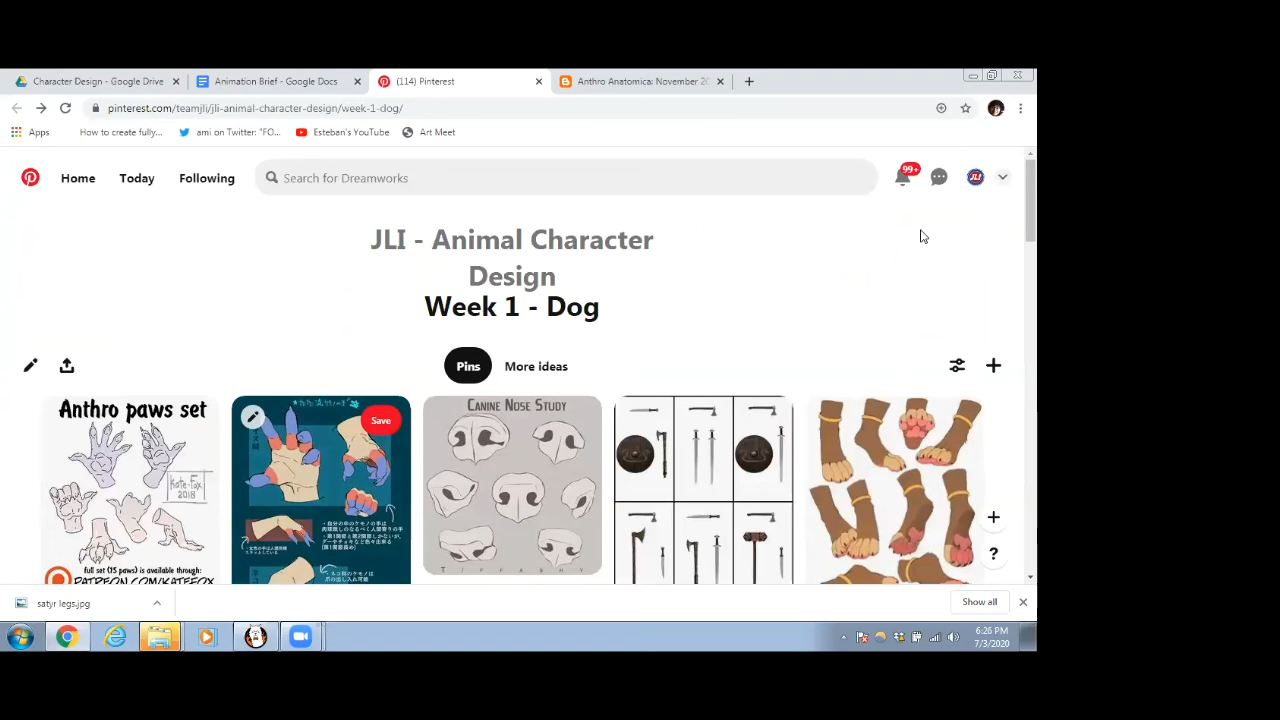 Character Design - Google Drive
Animation Brief - Google Docs
(114) Pinterest
Anthro Anatomica: November 20
pinterest.com/teamjli/jli-animal-character-design/week-1-dog/
Apps
How to create fully...
ami on Twitter: "FO...
Esteban's YouTube
Art Meet
Home
Today
Following
Search for Dreamworks
99+
JLI
JLI - Animal Character
Design
Week 1 - Dog
Pins
More ideas
Anthro paws set
Kate-Fox
2018
full set (15 paws) is available through:
PATREON.COM/KATEFOX
Save
CANINE NOSE STUDY
TIFFASHY
?
satyr legs.jpg
Show all
6:26 PM
7/3/2020